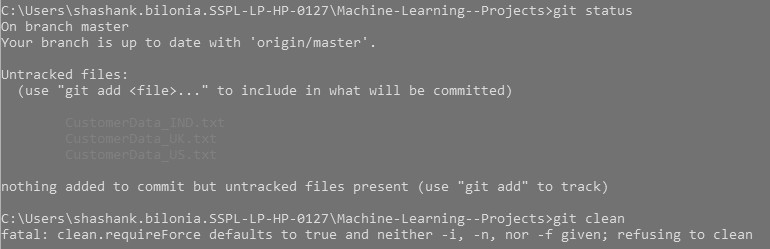 C:\Users\shashank.bilonia.SSPL-LP-HP-0127\Machine-Learning--Projects>git status
On branch master
Your branch is up to date with 'origin/master'.
Untracked files:
(use "git add <file>..." to include in what will be committed)
CustomerData_IND.txt
CustomerData_UK.txt
CustomerData_US.txt
nothing added to commit but untracked files present (use "git add" to track)
C:\Users\shashank.bilonia.SSPL-LP-HP-0127\Machine-Learning--Projects>git clean
fatal: clean.requireForce defaults to true and neither -i, -n, nor -f given; refusing to clean